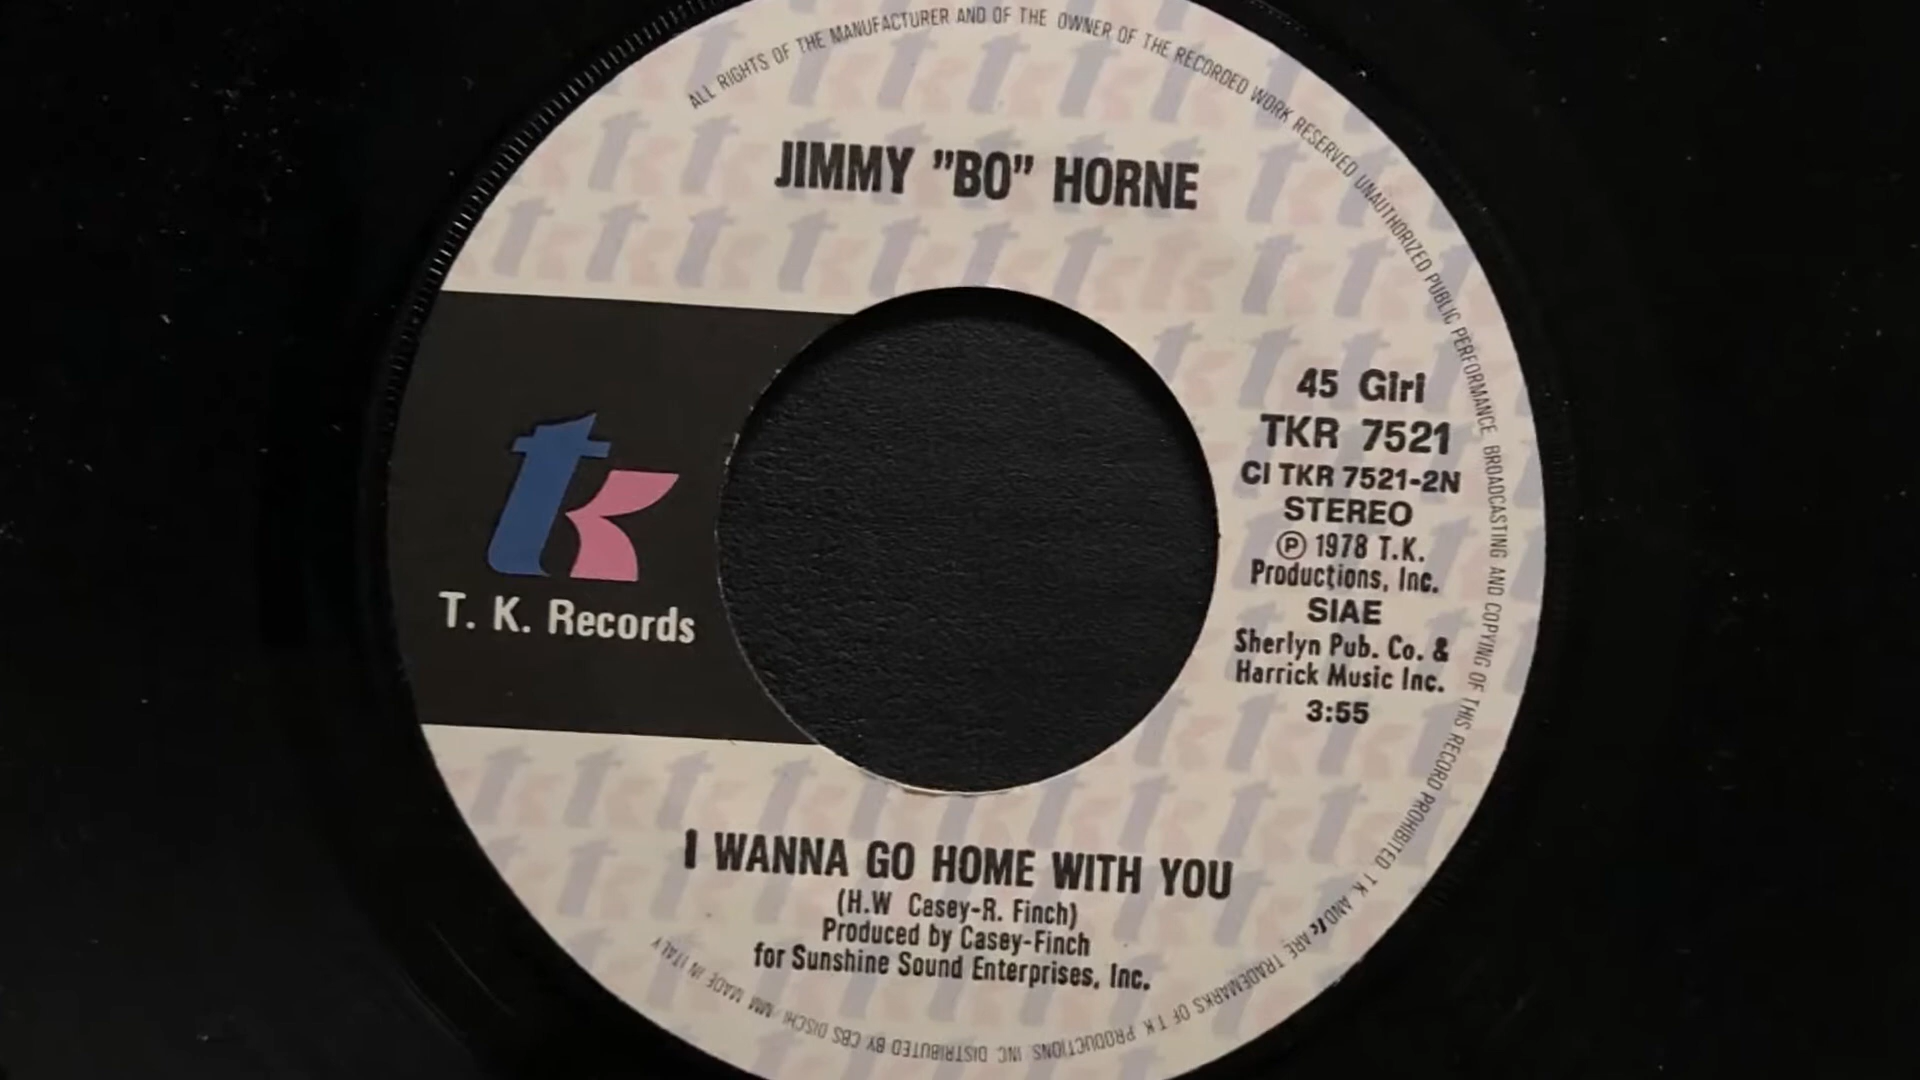 ALL RIGHTS OF THE MANUFACTURER AND OF THE OWNER OF THE RECORDED WORK RESERVED UNAUTHORIZED PUBLIC PERFORMANCE BROADCASTING AND COPYING OF THIS RECORD PROHIBITED. T.K. AND tk ARE TRADEMARKS OF T.K. PRODUCTIONS, INC. DISTRIBUTED BY CBS DISCHI MM MADE IN ITALY
JIMMY "BO" HORNE
tk
T. K. Records
45 Giri
TKR 7521
CI TKR 7521-2N
STEREO
℗ 1978 T.K.
Productions, Inc.
SIAE
Sherlyn Pub. Co. &
Harrick Music Inc.
3:55
I WANNA GO HOME WITH YOU
(H.W Casey-R. Finch)
Produced by Casey-Finch
for Sunshine Sound Enterprises, Inc.